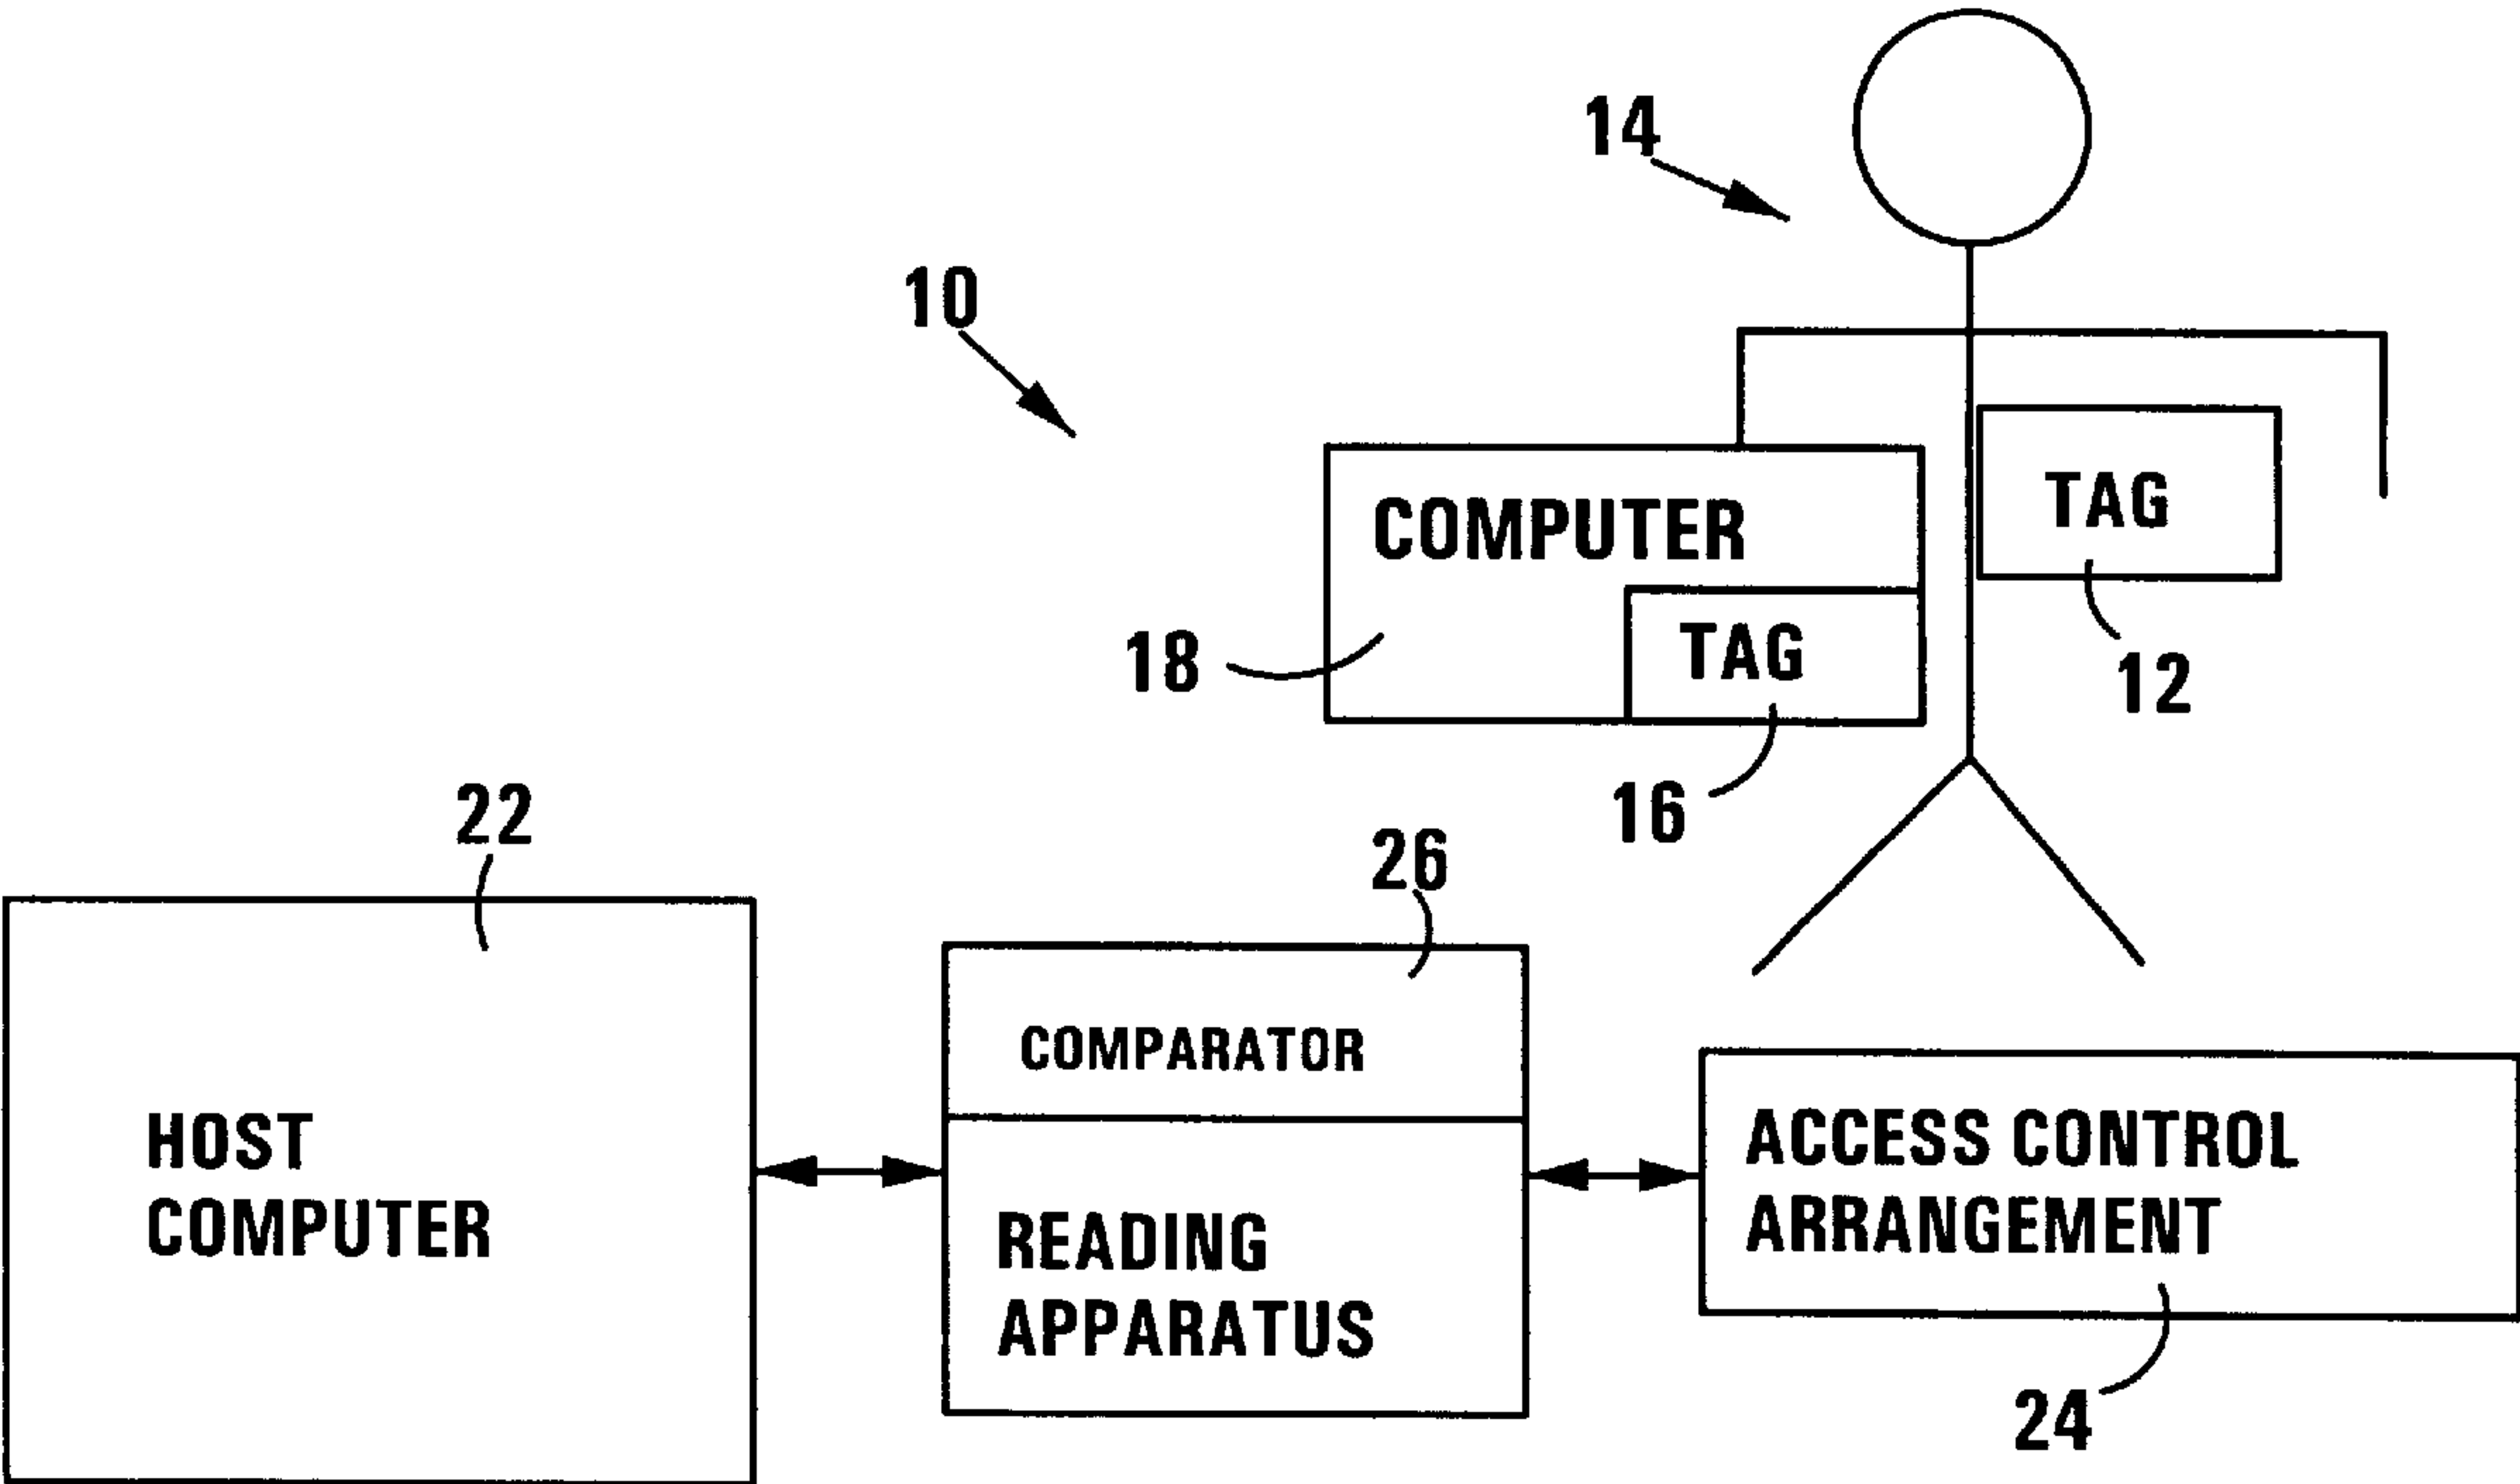 14
10
TAG
COMPUTER
TAG
18
12
16
22
26
COMPARATOR
HOST
COMPUTER
READING
APPARATUS
ACCESS CONTROL
ARRANGEMENT
24